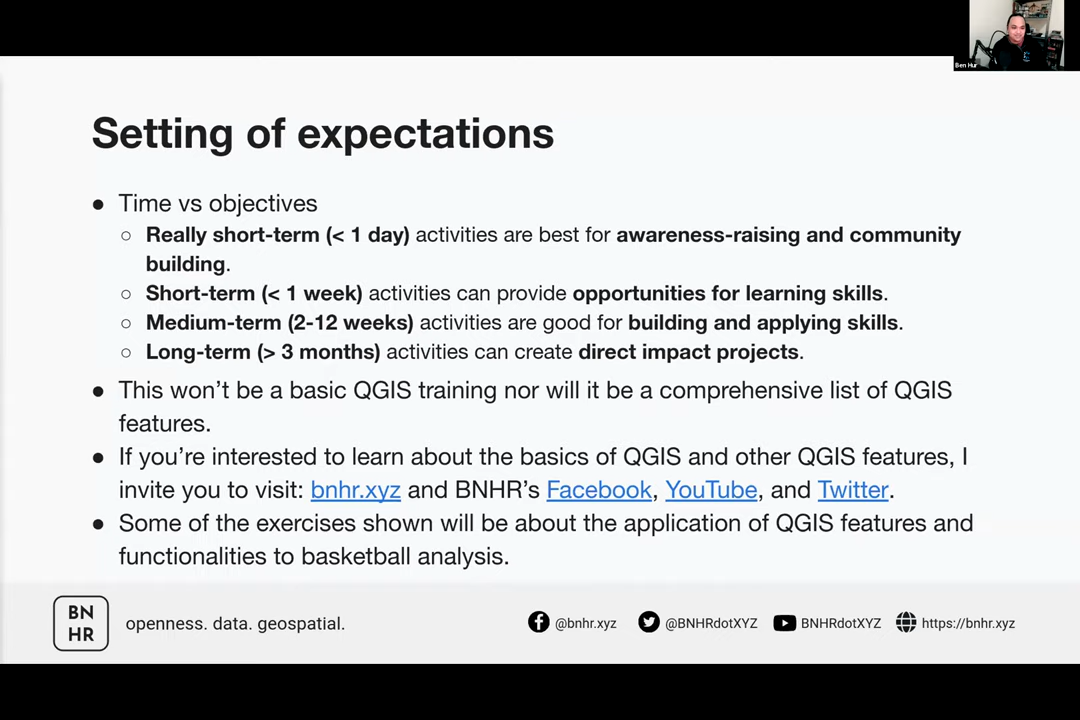 Ben Hur
Setting of expectations
● Time vs objectives
○ Really short-term (< 1 day) activities are best for awareness-raising and community
building.
○ Short-term (< 1 week) activities can provide opportunities for learning skills.
○ Medium-term (2-12 weeks) activities are good for building and applying skills.
○ Long-term (> 3 months) activities can create direct impact projects.
● This won’t be a basic QGIS training nor will it be a comprehensive list of QGIS
features.
● If you’re interested to learn about the basics of QGIS and other QGIS features, I
invite you to visit: bnhr.xyz and BNHR’s Facebook, YouTube, and Twitter.
● Some of the exercises shown will be about the application of QGIS features and
functionalities to basketball analysis.
BN
HR
openness. data. geospatial.
@bnhr.xyz
@BNHRdotXYZ
BNHRdotXYZ
https://bnhr.xyz